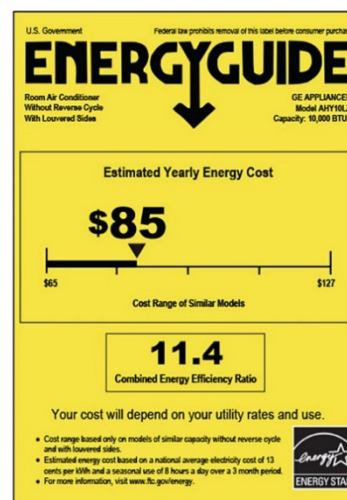 U.S. Government
Federal law prohibits removal of this label before consumer purcha
ENERGYGUIDE
Room Air Conditioner
Without Reverse Cycle
With Louvered Sides
GE APPLIANCE
Model AHY10L
Capacity: 10,000 BTU
Estimated Yearly Energy Cost
$85
$65
$127
Cost Range of Similar Models
11.4
Combined Energy Efficiency Ratio
Your cost will depend on your utility rates and use.
• Cost range based only on models of similar capacity without reverse cycle
and with louvered sides.
• Estimated energy cost based on a national average electricity cost of 13
cents per kWh and a seasonal use of 8 hours a day over a 3 month period.
• For more information, visit www.ftc.gov/energy.
energy
ENERGY STA